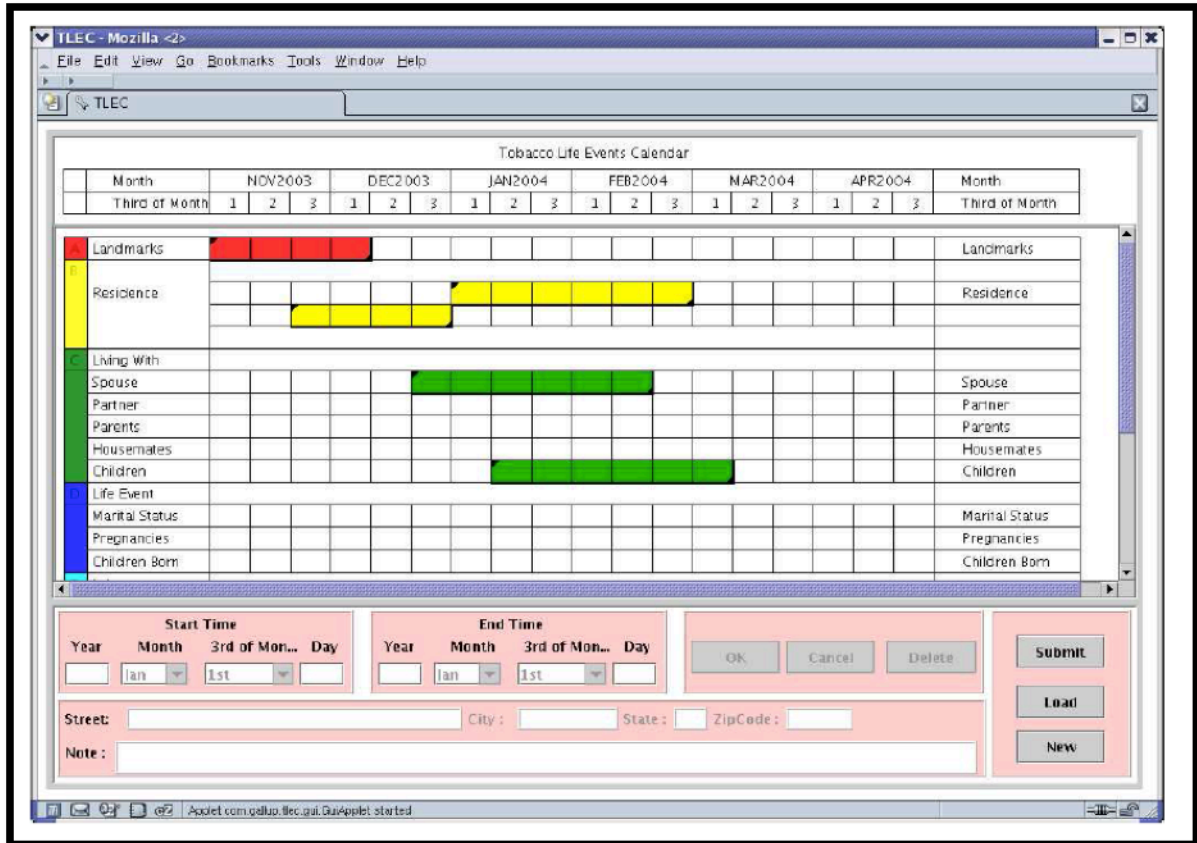 TLEC - Mozilla <2>
File Edit View Go Bookmarks Tools Window Help
TLEC
Tobacco Life Events Calendar
Month NOV2003 DEC2003 JAN2004 FEB2004 MAR2004 APR2004 Month
Third of Month 1 2 3 1 2 3 1 2 3 1 2 3 1 2 3 1 2 3 Third of Month
A Landmarks Landmarks
B
Residence Residence
C Living With
Spouse Spouse
Partner Partner
Parents Parents
Housemates Housemates
Children Children
D Life Event
Marital Status Marital Status
Pregnancies Pregnancies
Children Born Children Born
Start Time End Time
Year Month 3rd of Mon... Day Year Month 3rd of Mon... Day
Jan 1st Jan 1st
OK Cancel Delete
Submit
Load
New
Street: City : State : ZipCode :
Note :
Applet com.gallup.tlec.gui.GuiApplet started